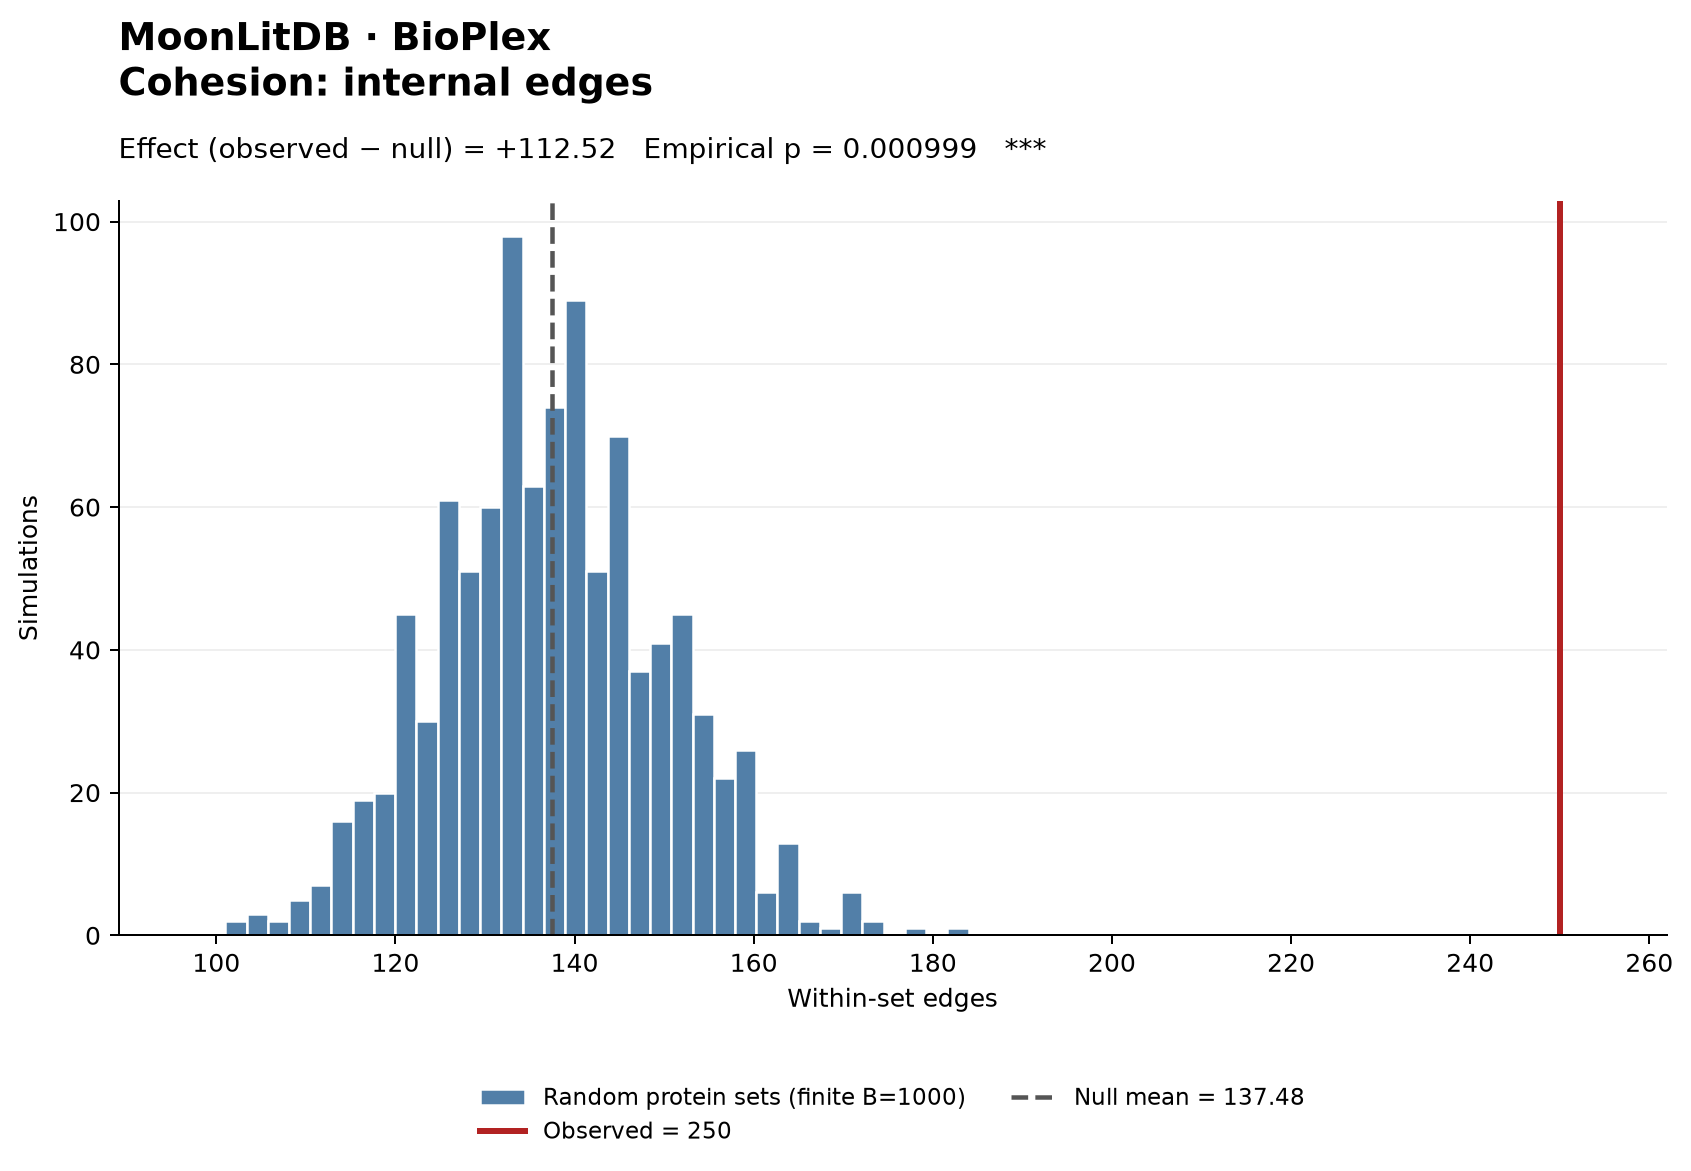 MoonLitDB · BioPlex
Cohesion: internal edges
Effect (observed − null) = +112.52   Empirical p = 0.000999   ***
100
80
60
40
20
0
Simulations
100 120 140 160 180 200 220 240 260
Within-set edges
Random protein sets (finite B=1000)
Observed = 250
Null mean = 137.48